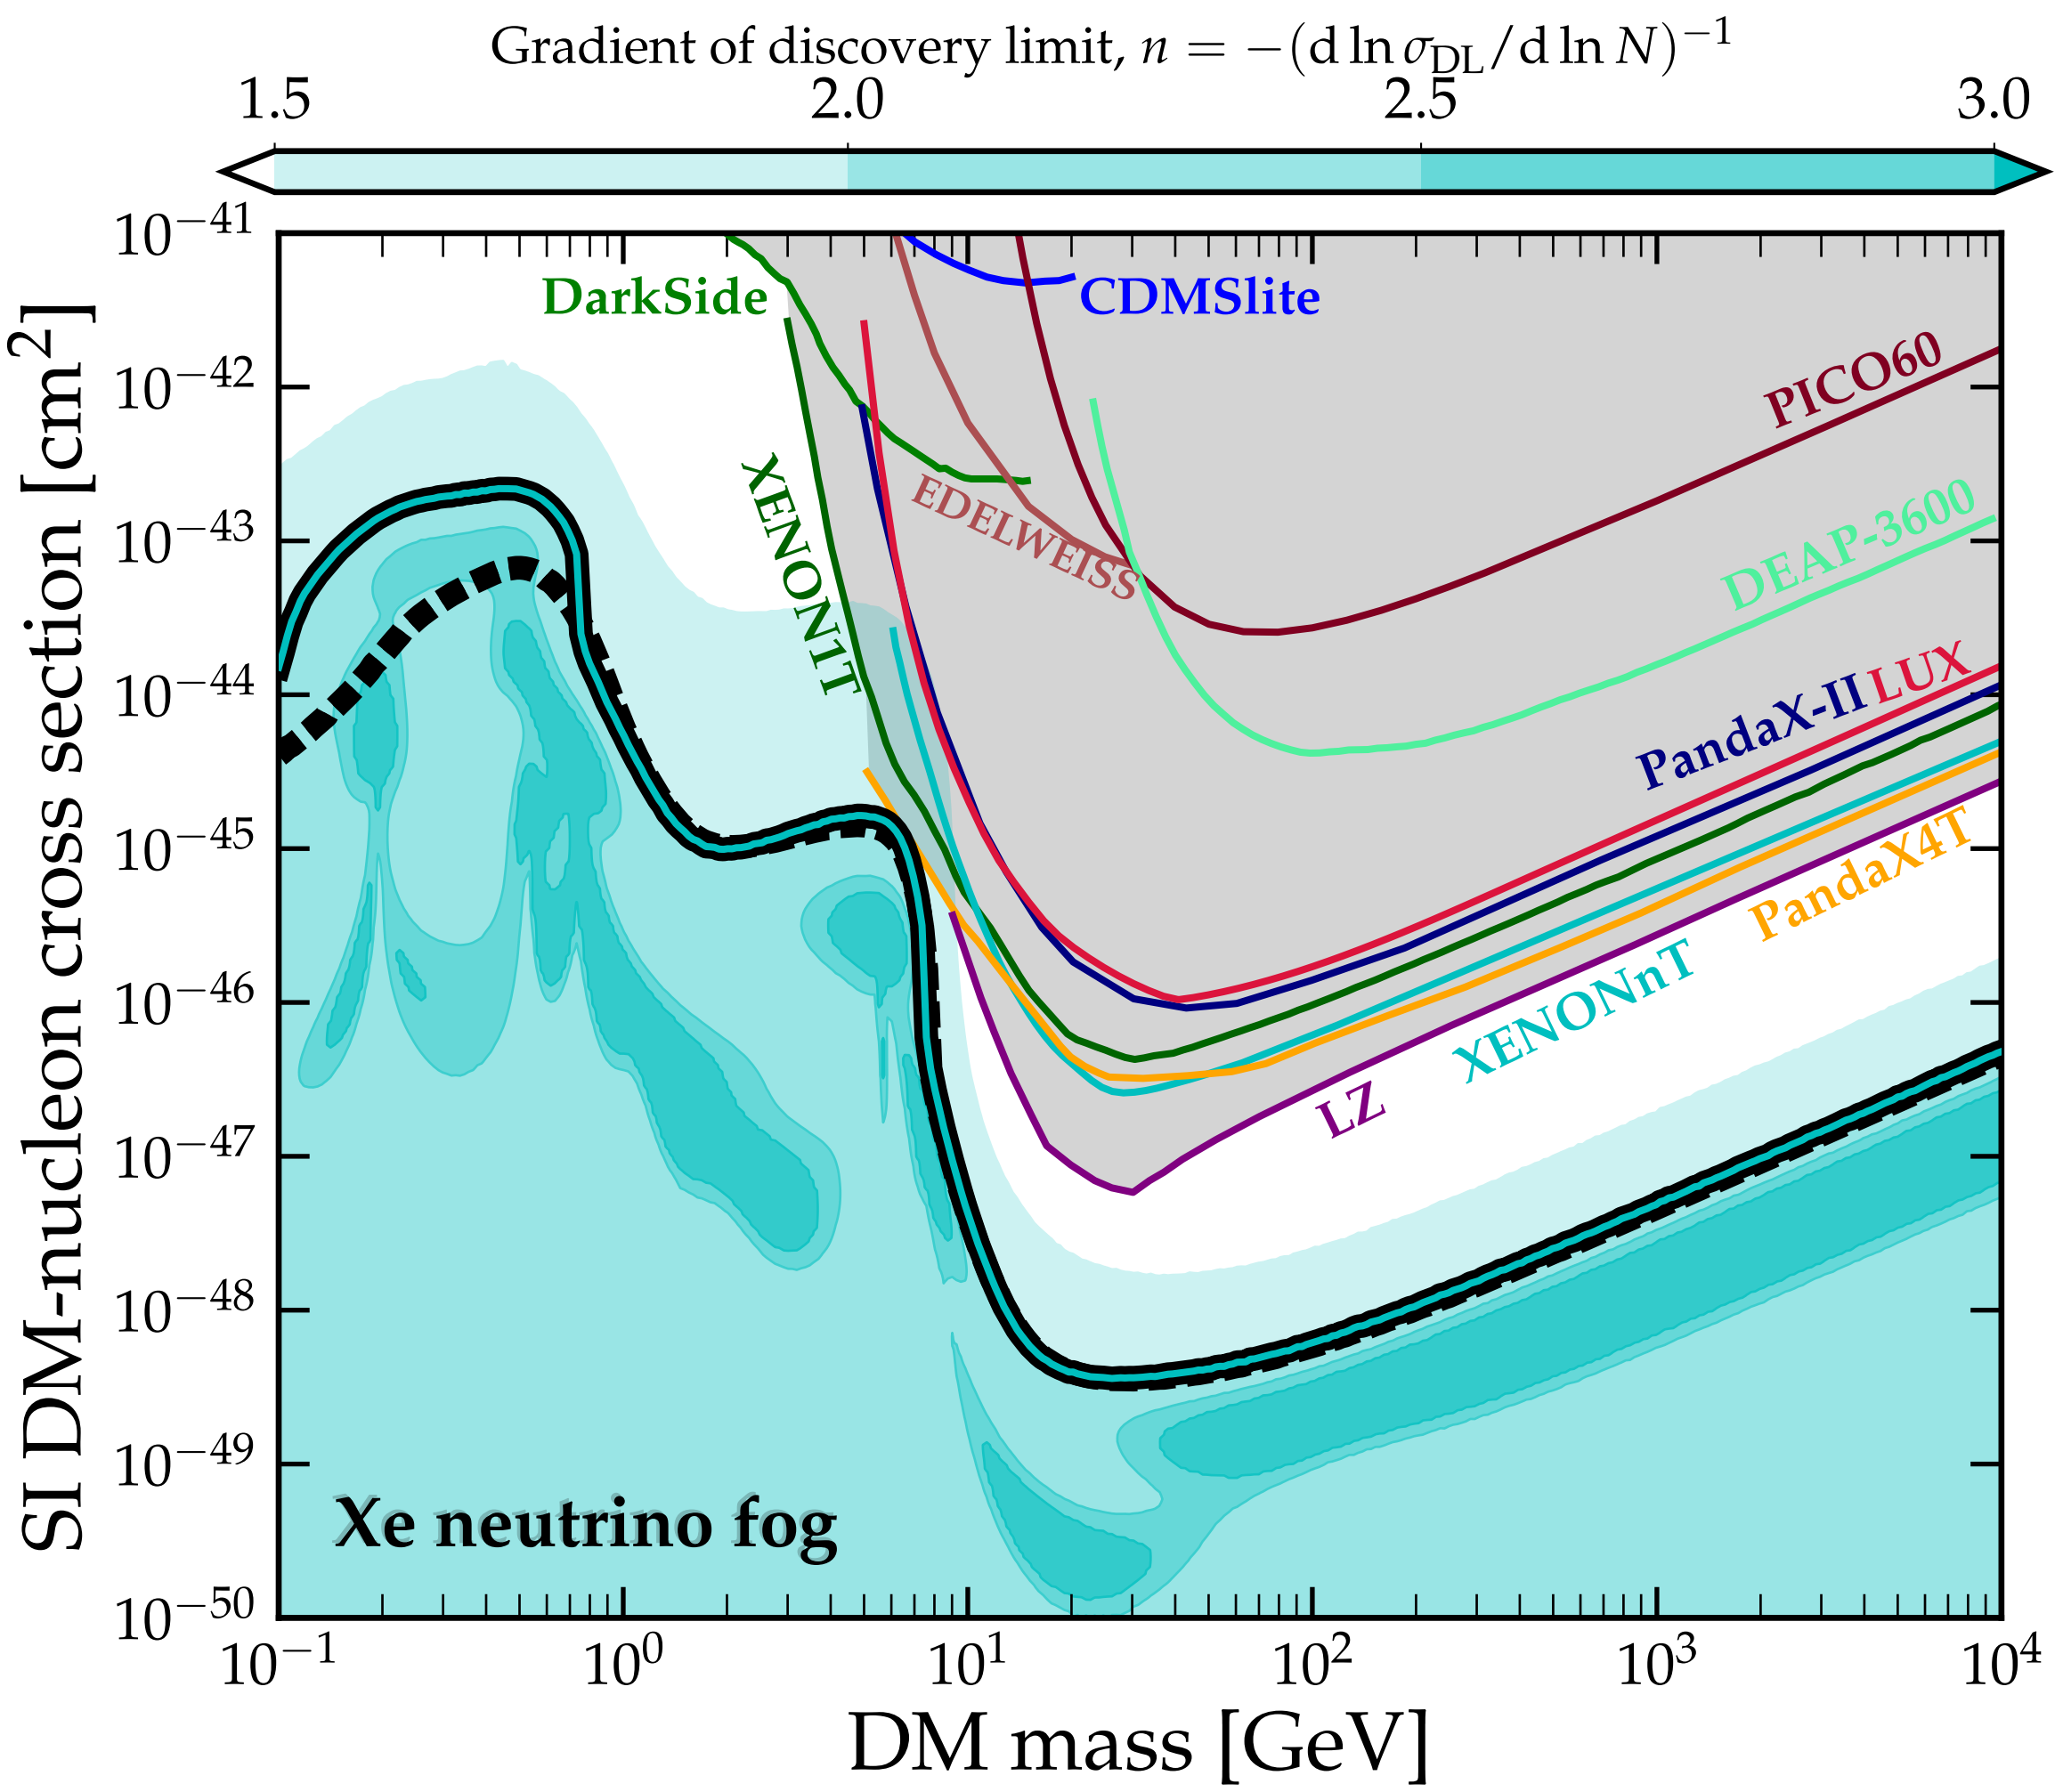 Gradient of discovery limit, n = −(d ln σ_DL/d ln N)^−1
1.5 2.0 2.5 3.0
SI DM-nucleon cross section [cm²]
10^−41
10^−42
10^−43
10^−44
10^−45
10^−46
10^−47
10^−48
10^−49
10^−50
DarkSide
CDMSlite
PICO60
XENON1T
EDELWEISS
DEAP-3600
LUX
PandaX-II
PandaX4T
XENONnT
LZ
Xe neutrino fog
10^−1 10^0 10^1 10^2 10^3 10^4
DM mass [GeV]